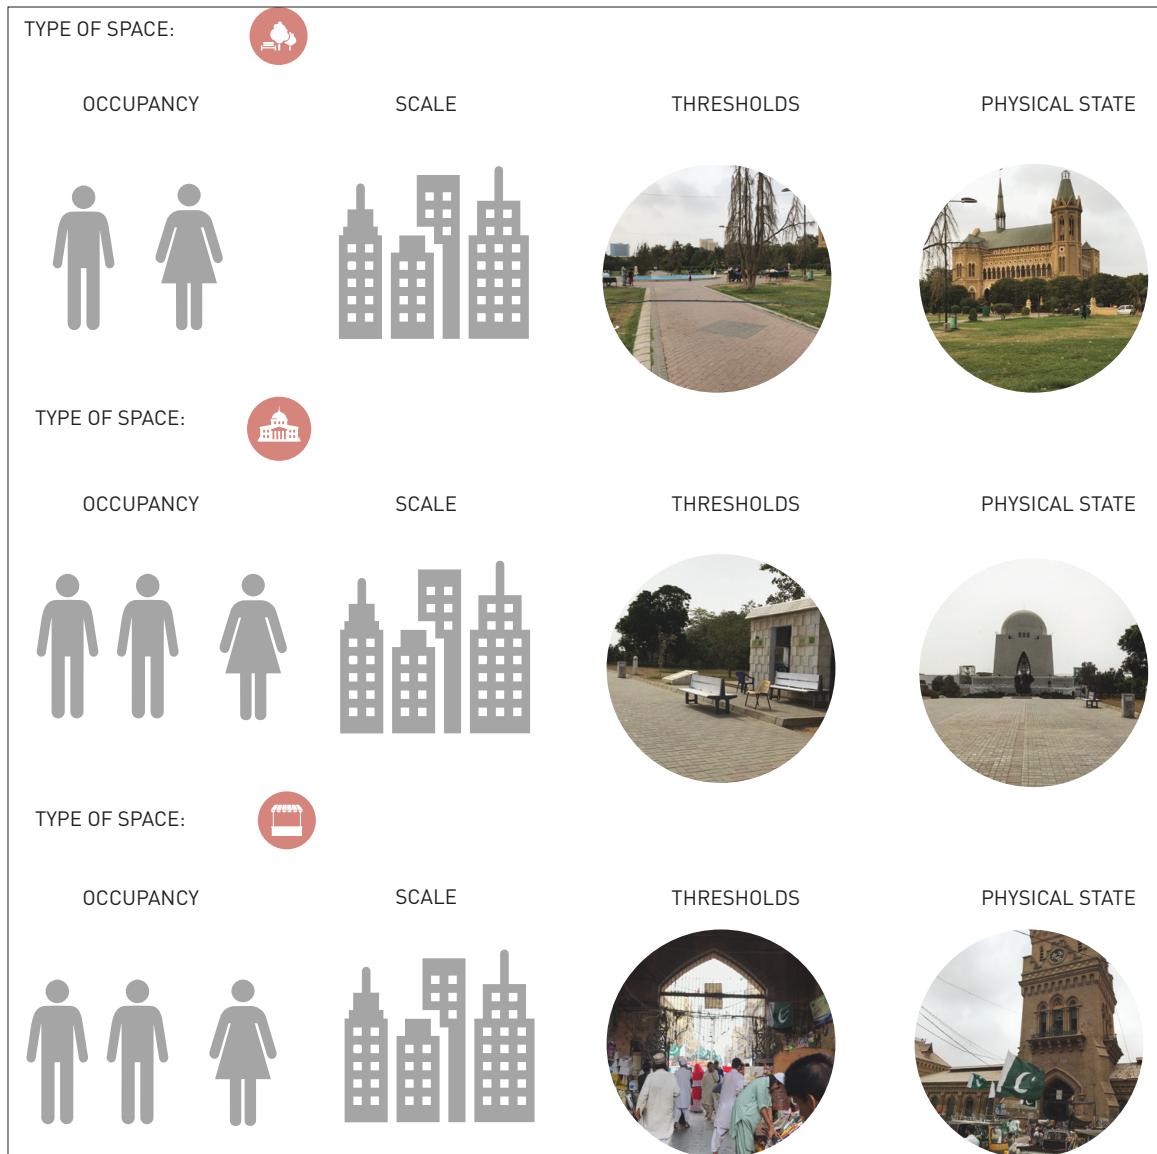 TYPE OF SPACE:
OCCUPANCY SCALE THRESHOLDS PHYSICAL STATE
TYPE OF SPACE:
OCCUPANCY SCALE THRESHOLDS PHYSICAL STATE
TYPE OF SPACE:
OCCUPANCY SCALE THRESHOLDS PHYSICAL STATE